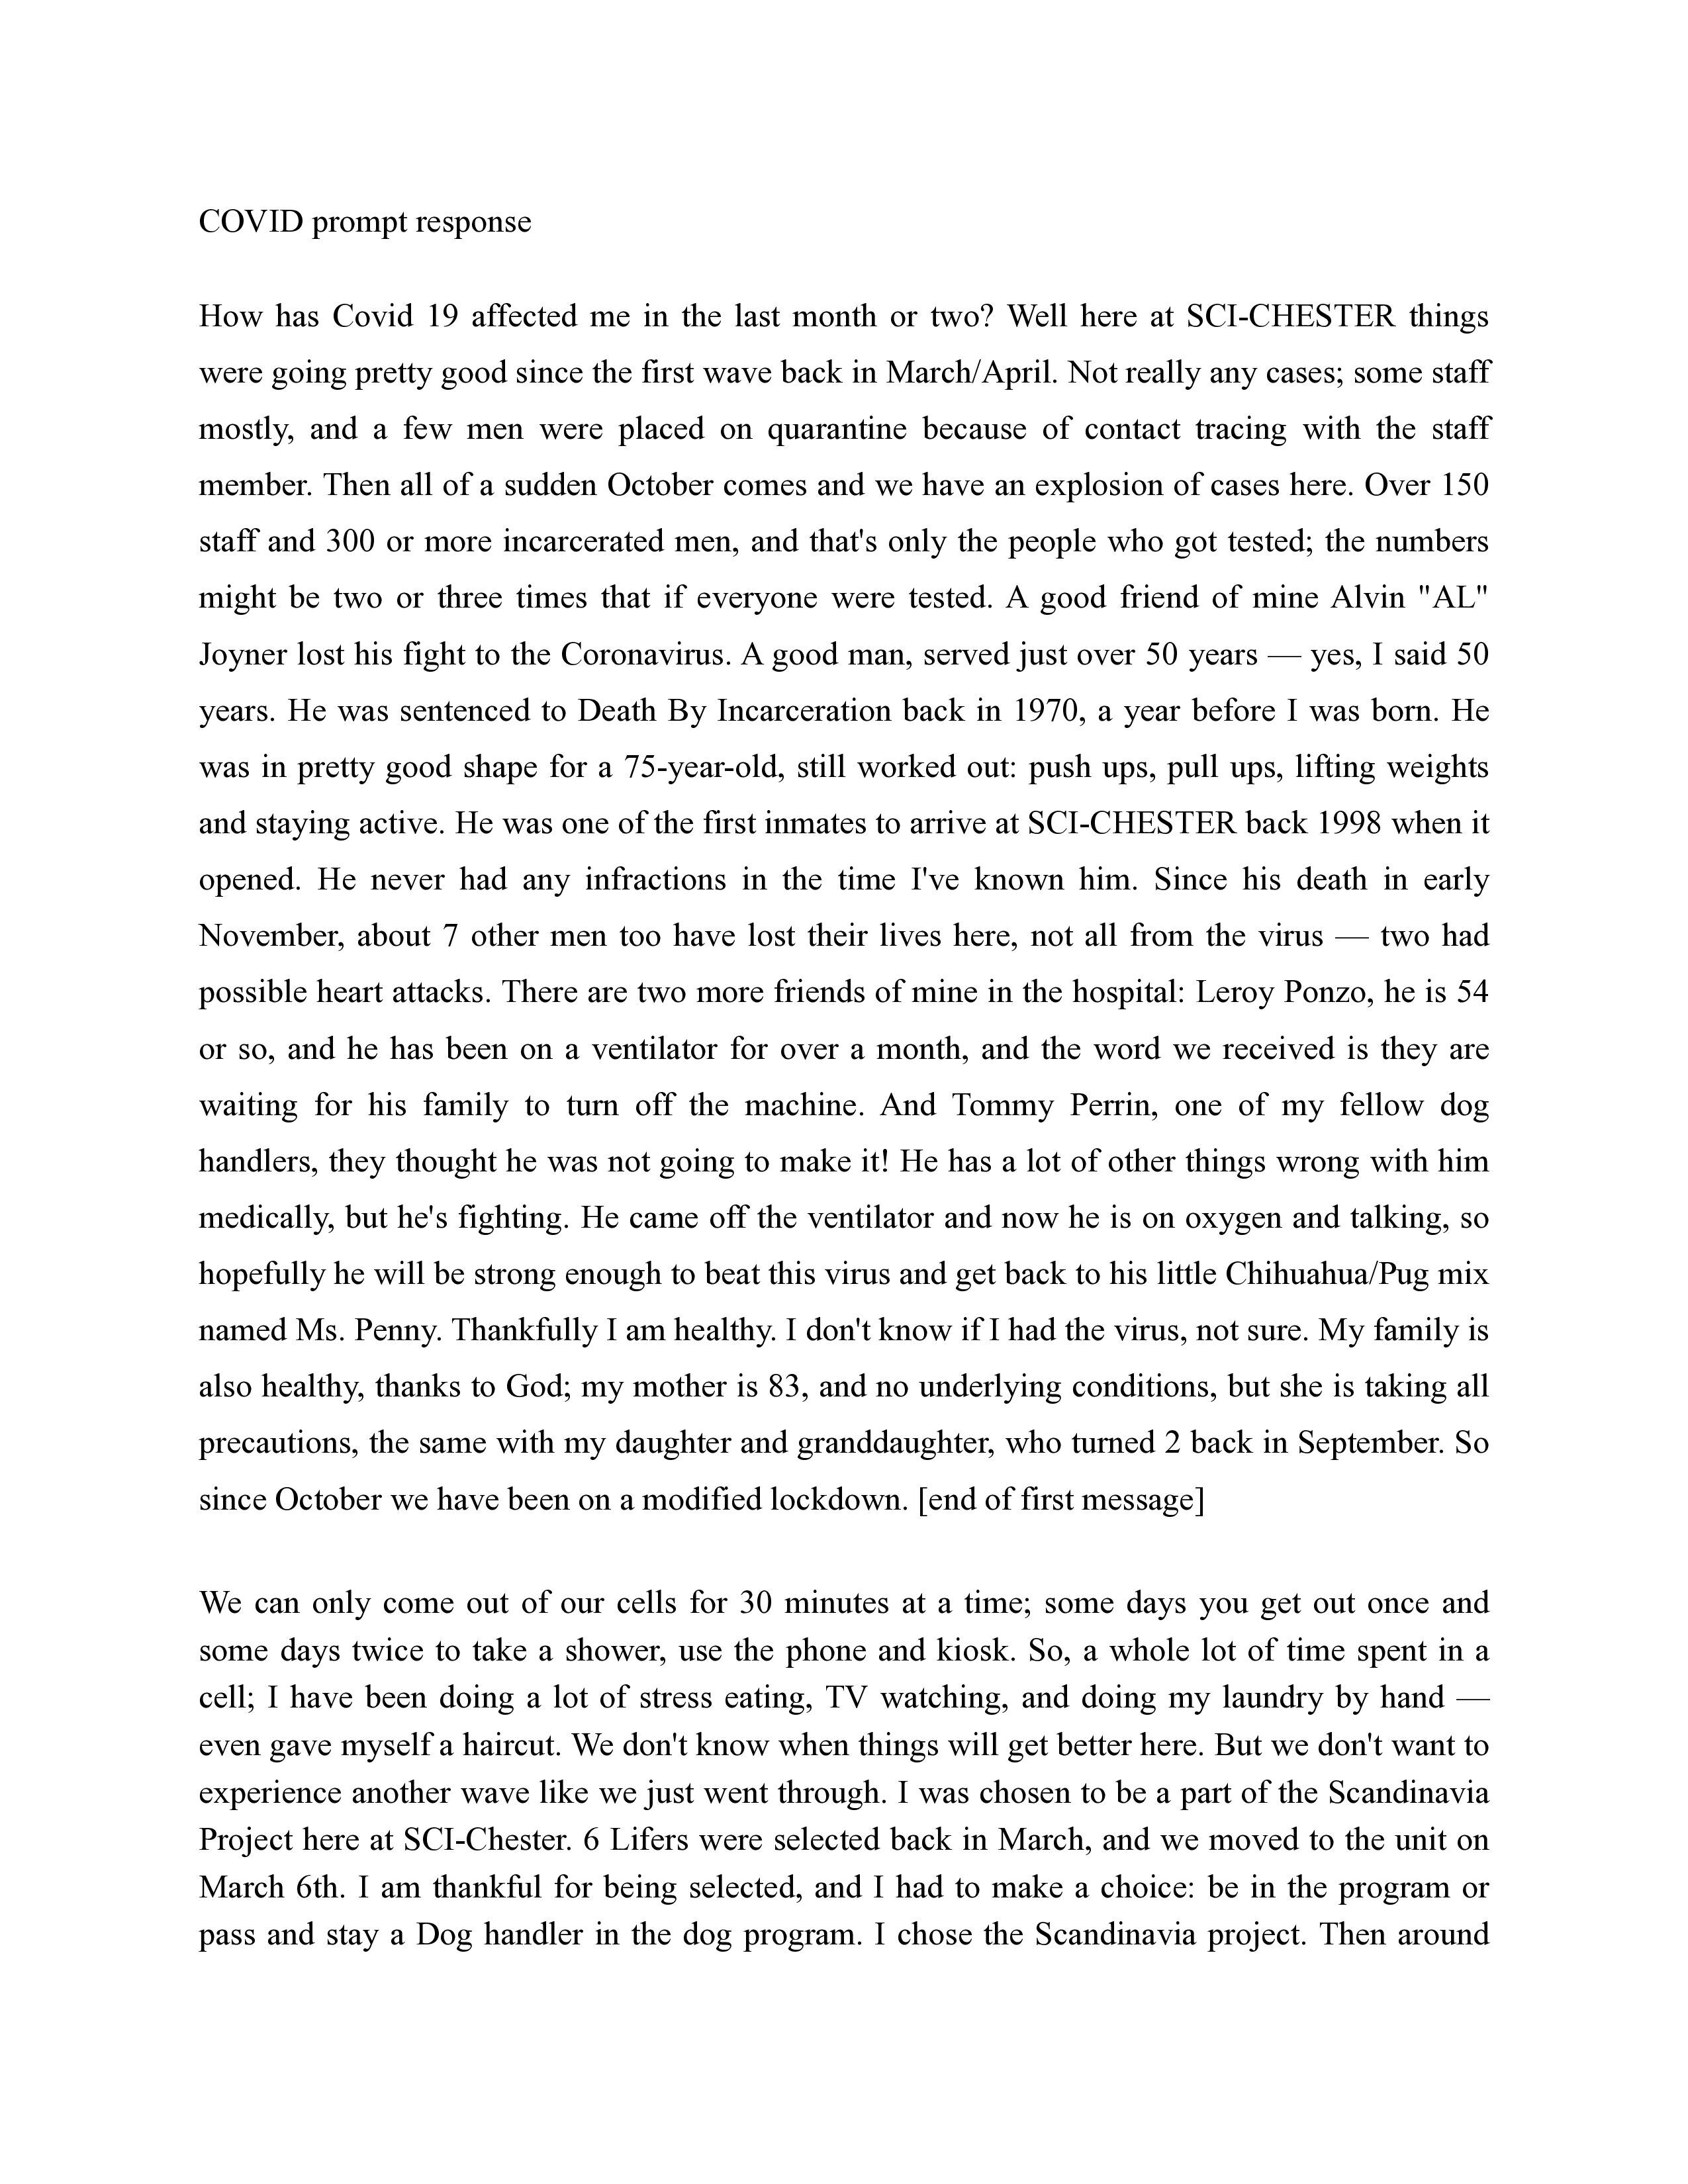 COVID prompt response
How has Covid 19 affected me in the last month or two? Well here at SCI-CHESTER things
were going pretty good since the first wave back in March/April. Not really any cases; some staff
mostly, and a few men were placed on quarantine because of contact tracing with the staff
member. Then all of a sudden October comes and we have an explosion of cases here. Over 150
staff and 300 or more incarcerated men, and that's only the people who got tested; the numbers
might be two or three times that if everyone were tested. A good friend of mine Alvin "AL"
Joyner lost his fight to the Coronavirus. A good man, served just over 50 years — yes, I said 50
years. He was sentenced to Death By Incarceration back in 1970, a year before I was born. He
was in pretty good shape for a 75-year-old, still worked out: push ups, pull ups, lifting weights
and staying active. He was one of the first inmates to arrive at SCI-CHESTER back 1998 when it
opened. He never had any infractions in the time I've known him. Since his death in early
November, about 7 other men too have lost their lives here, not all from the virus — two had
possible heart attacks. There are two more friends of mine in the hospital: Leroy Ponzo, he is 54
or so, and he has been on a ventilator for over a month, and the word we received is they are
waiting for his family to turn off the machine. And Tommy Perrin, one of my fellow dog
handlers, they thought he was not going to make it! He has a lot of other things wrong with him
medically, but he's fighting. He came off the ventilator and now he is on oxygen and talking, so
hopefully he will be strong enough to beat this virus and get back to his little Chihuahua/Pug mix
named Ms. Penny. Thankfully I am healthy. I don't know if I had the virus, not sure. My family is
also healthy, thanks to God; my mother is 83, and no underlying conditions, but she is taking all
precautions, the same with my daughter and granddaughter, who turned 2 back in September. So
since October we have been on a modified lockdown. [end of first message]
We can only come out of our cells for 30 minutes at a time; some days you get out once and
some days twice to take a shower, use the phone and kiosk. So, a whole lot of time spent in a
cell; I have been doing a lot of stress eating, TV watching, and doing my laundry by hand —
even gave myself a haircut. We don't know when things will get better here. But we don't want to
experience another wave like we just went through. I was chosen to be a part of the Scandinavia
Project here at SCI-Chester. 6 Lifers were selected back in March, and we moved to the unit on
March 6th. I am thankful for being selected, and I had to make a choice: be in the program or
pass and stay a Dog handler in the dog program. I chose the Scandinavia project. Then around